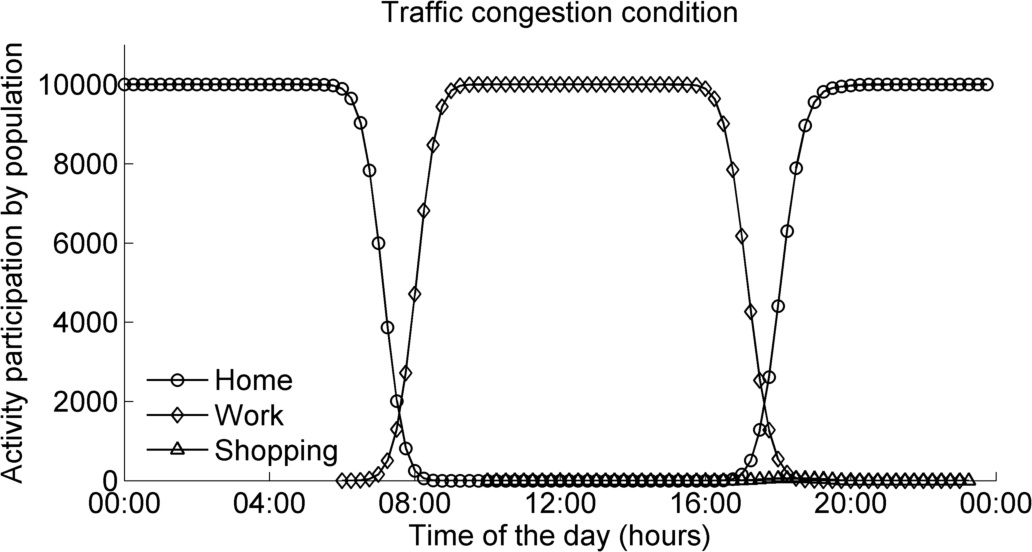 Traffic congestion condition
Activity participation by population
10000
8000
6000
4000
2000
0
Home
Work
Shopping
00:00 04:00 08:00 12:00 16:00 20:00 00:00
Time of the day (hours)